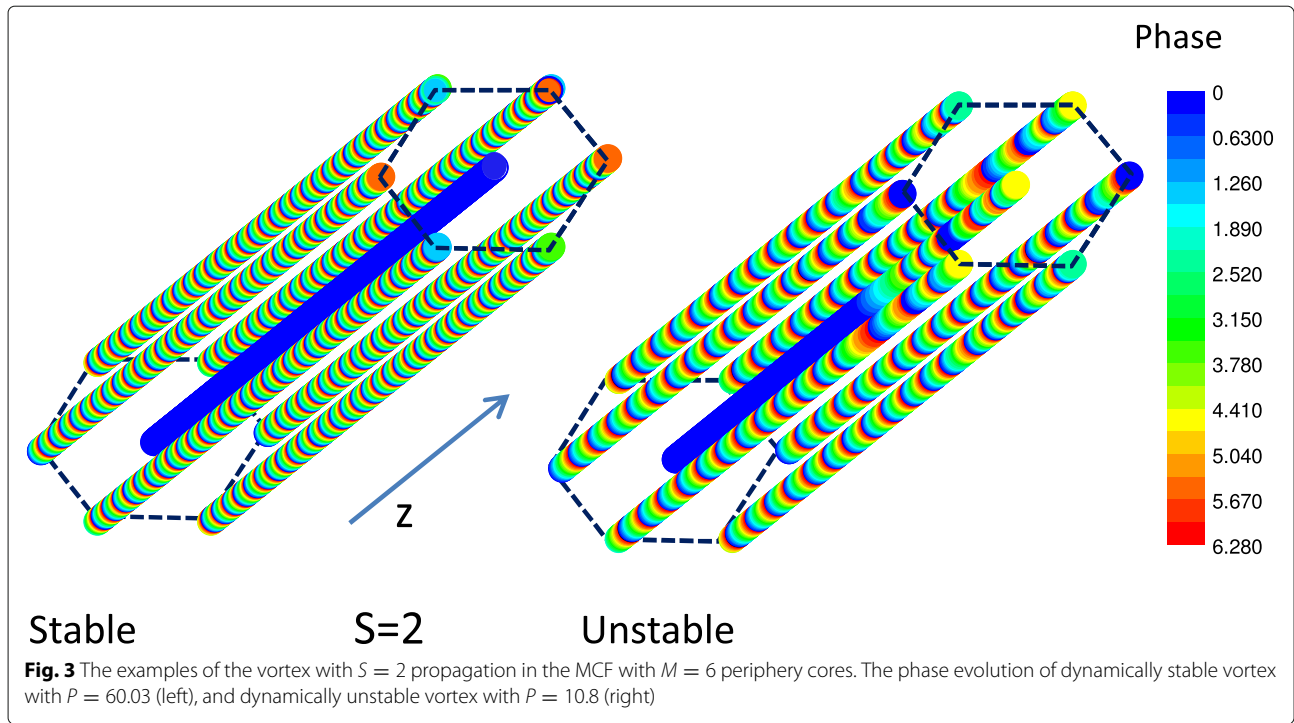 Phase
0
0.6300
1.260
1.890
2.520
3.150
3.780
4.410
5.040
5.670
6.280
z
Stable
S=2
Unstable
Fig. 3 The examples of the vortex with S = 2 propagation in the MCF with M = 6 periphery cores. The phase evolution of dynamically stable vortex
with P = 60.03 (left), and dynamically unstable vortex with P = 10.8 (right)